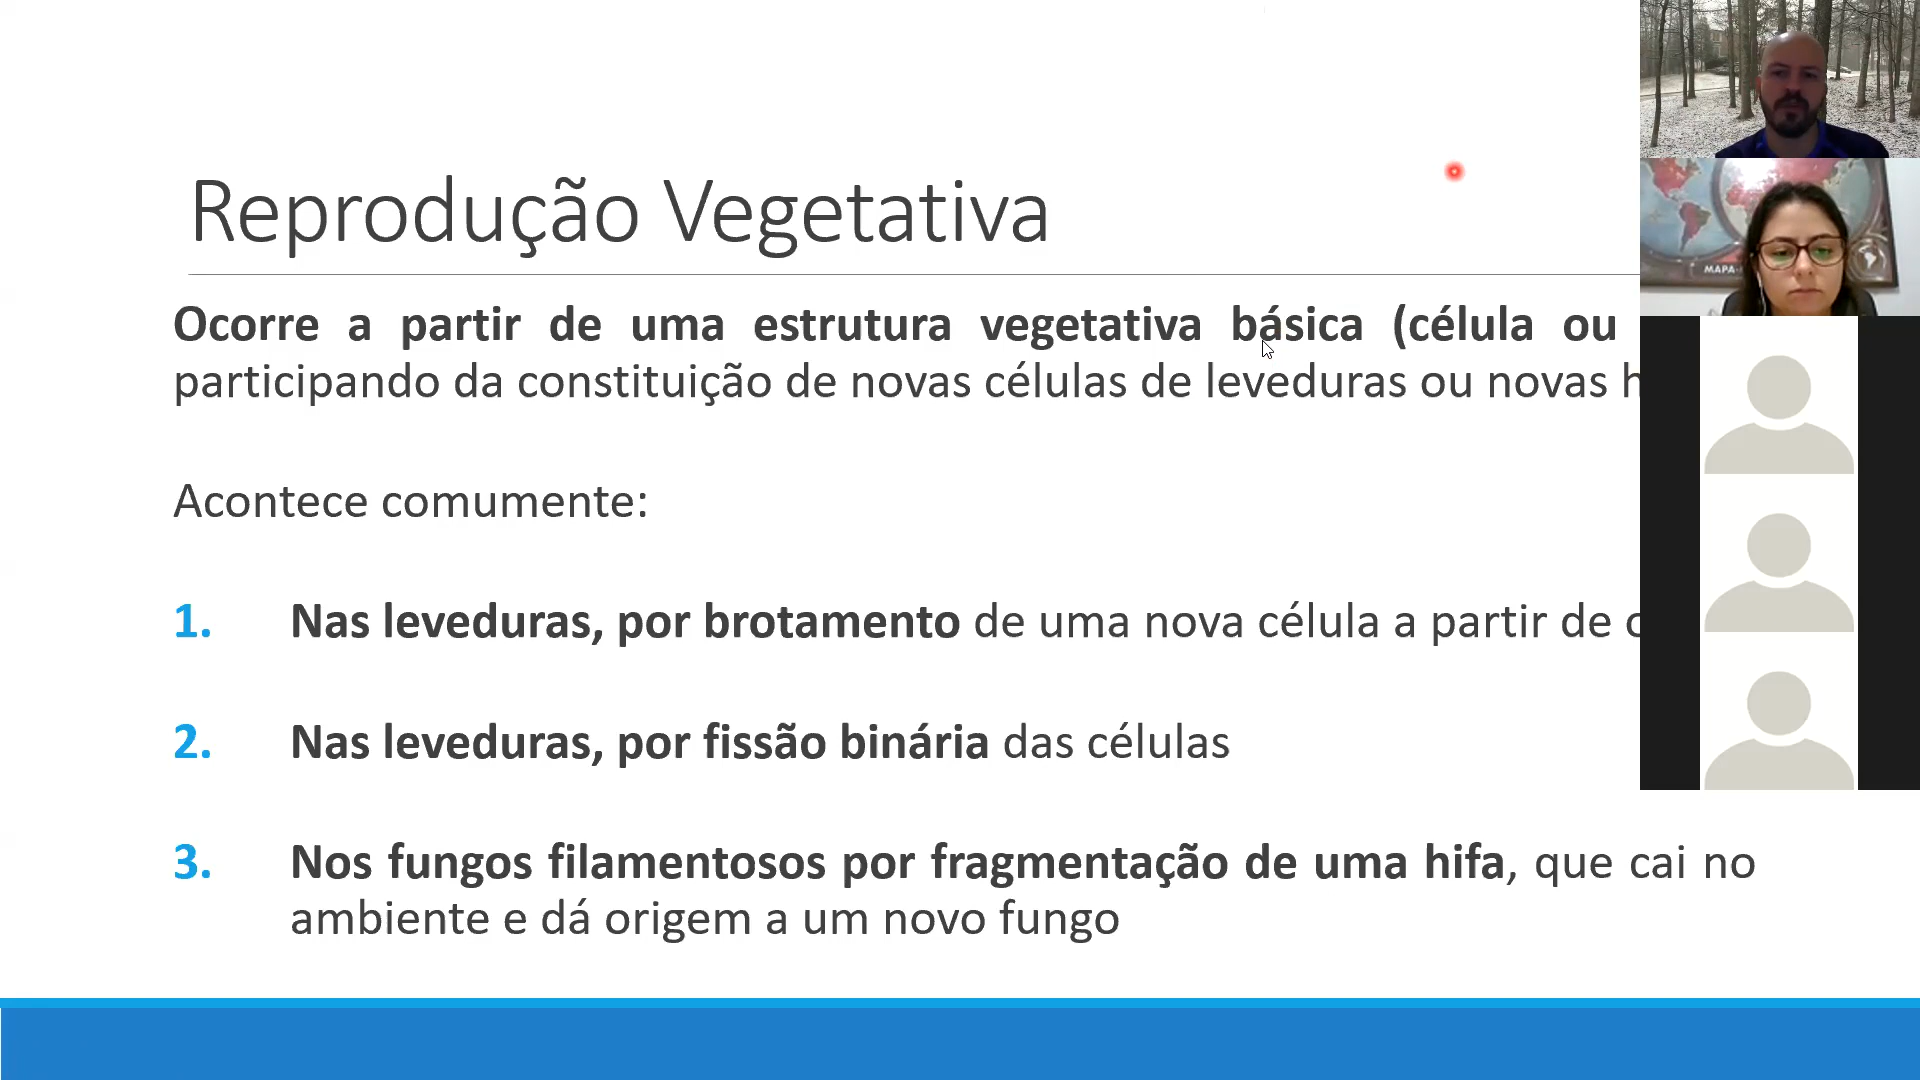 Reprodução Vegetativa
MAPA-
Ocorre a partir de uma estrutura vegetativa básica (célula ou
participando da constituição de novas células de leveduras ou novas
Acontece comumente:
1. Nas leveduras, por brotamento de uma nova célula a partir de
2. Nas leveduras, por fissão binária das células
3. Nos fungos filamentosos por fragmentação de uma hifa, que cai no
ambiente e dá origem a um novo fungo